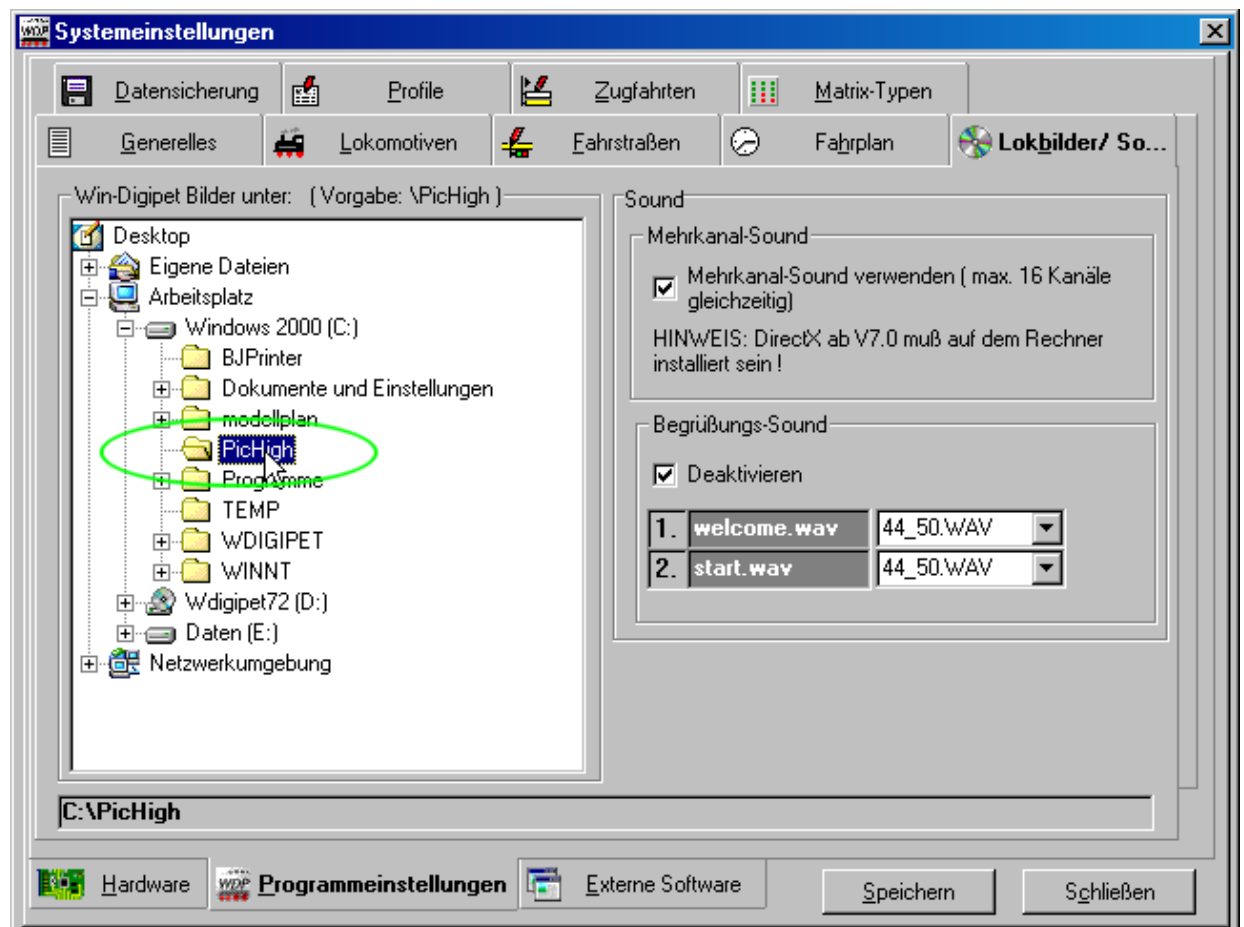 Systemeinstellungen
Datensicherung Profile Zugfahrten Matrix-Typen
Generelles Lokomotiven Fahrstraßen Fahrplan Lokbilder/ So...
Win-Digipet Bilder unter: ( Vorgabe: \PicHigh )
Desktop
Eigene Dateien
Arbeitsplatz
Windows 2000 (C:)
BJPrinter
Dokumente und Einstellungen
modellplan
PicHigh
Programme
TEMP
WDIGIPET
WINNT
Wdigipet72 (D:)
Daten (E:)
Netzwerkumgebung
Sound
Mehrkanal-Sound
Mehrkanal-Sound verwenden ( max. 16 Kanäle
gleichzeitig)
HINWEIS: DirectX ab V7.0 muß auf dem Rechner
installiert sein !
Begrüßungs-Sound
Deaktivieren
1. welcome.wav 44_50.WAV
2. start.wav 44_50.WAV
C:\PicHigh
Hardware WDP Programmeinstellungen Externe Software Speichern Schließen